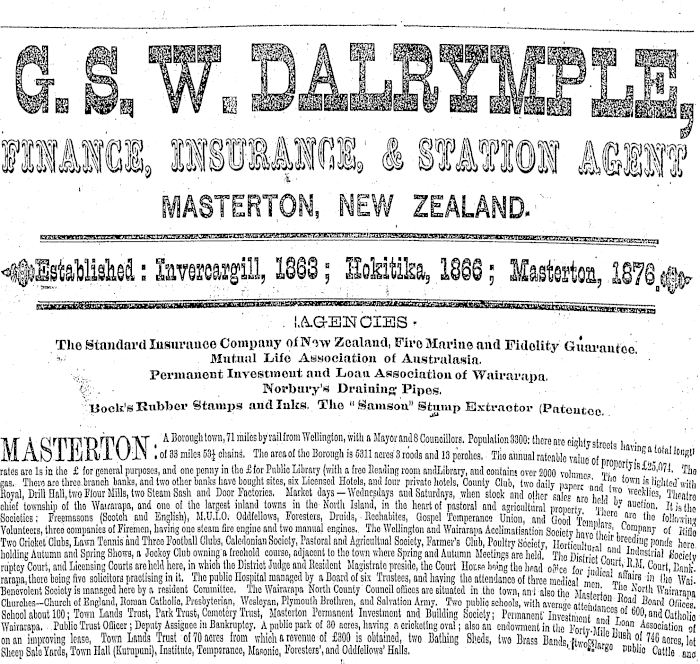 G. S. W. DALRYMPLE,
FINANCE, INSURANCE, & STATION AGENT
MASTERTON, NEW ZEALAND.
Established : Invercargill, 1863 ; Hokitika, 1866 ; Masterton, 1876.
AGENCIES ·
The Standard Insurance Company of New Zealand, Fire Marine and Fidelity Guarantee.
Mutual Life Association of Australasia.
Permanent Investment and Loan Association of Wairarapa.
Norbury's Draining Pipes.
Bock's Rubber Stamps and Inks. The "Samson" Stump Extractor (Patentee.
MASTERTON: A Borough town, 71 miles by rail from Wellington, with a Mayor and 8 Councillors. Population 3300: there are eighty streets having a total length
of 33 miles 53½ chains. The area of the Borough is 5311 acres 3 roods and 13 perches. The annual rateable value of property is £25,074. The
rates are 1s in the £ for general purposes, and one penny in the £ for Public Library (with a free Reading room and Library, and contains over 2000 volumes. The town is lighted with
gas. There are three branch banks, and two other banks have bought sites, six Licensed Hotels, and four private hotels, County Club, two daily papers and two weeklies, Theatre
Royal, Drill Hall, two Flour Mills, two Steam Sash and Door Factories. Market days — Wednesdays and Saturdays, when stock and other sales are held by auction. It is the
chief township of the Wairarapa, and one of the largest inland towns in the North Island, in the heart of pastoral and agricultural property. There are the following
Societies: Freemasons (Scotch and English), M.U.I.O. Oddfellows, Foresters, Druids, Rechabites, Gospel Temperance Union, and Good Templars, Company of Rifle
Volunteers, three companies of Firemen, having one steam fire engine and two manual engines. The Wellington and Wairarapa Acclimatisation Society have their breeding ponds here.
Two Cricket Clubs, Lawn Tennis and Three Football Clubs, Caledonian Society, Pastoral and Agricultural Society, Farmer's Club, Poultry Society, Horticultural and Industrial Society
holding Autumn and Spring Shows, a Jockey Club owning a freehold course, adjacent to the town where Spring and Autumn Meetings are held. The District Court, R.M. Court, Bank-
ruptcy Court, and Licensing Courts are held here, in which the District Judge and Resident Magistrate preside, the Court House being the head office for judicial affairs in the Wai-
rarapa, there being five solicitors practising in it. The public Hospital managed by a Board of six Trustees, and having the attendance of three medical men. The North Wairarapa
Benevolent Society is managed here by a resident Committee. The Wairarapa North County Council offices are situated in the town, and also the Masterton Road Board Offices.
Churches—Church of England, Roman Catholic, Presbyterian, Wesleyan, Plymouth Brethren, and Salvation Army. Two public schools, with average attendances of 600, and Catholic
School about 100; Town Lands Trust, Park Trust, Cemetery Trust, Masterton Permanent Investment and Building Society; Permanent Investment and Loan Association of
Wairarapa. Public Trust Officer; Deputy Assignee in Bankruptcy. A public park of 30 acres, having a cricketing oval; also an endowment in the Forty-Mile Bush of 746 acres, let
on an improving lease, Town Lands Trust of 70 acres from which a revenue of £300 is obtained, two Bathing Sheds, two Brass Bands, two large public Cattle and
Sheep Sale Yards, Town Hall (Kuripuni), Institute, Temperance, Masonic, Foresters', and Oddfellows' Halls.